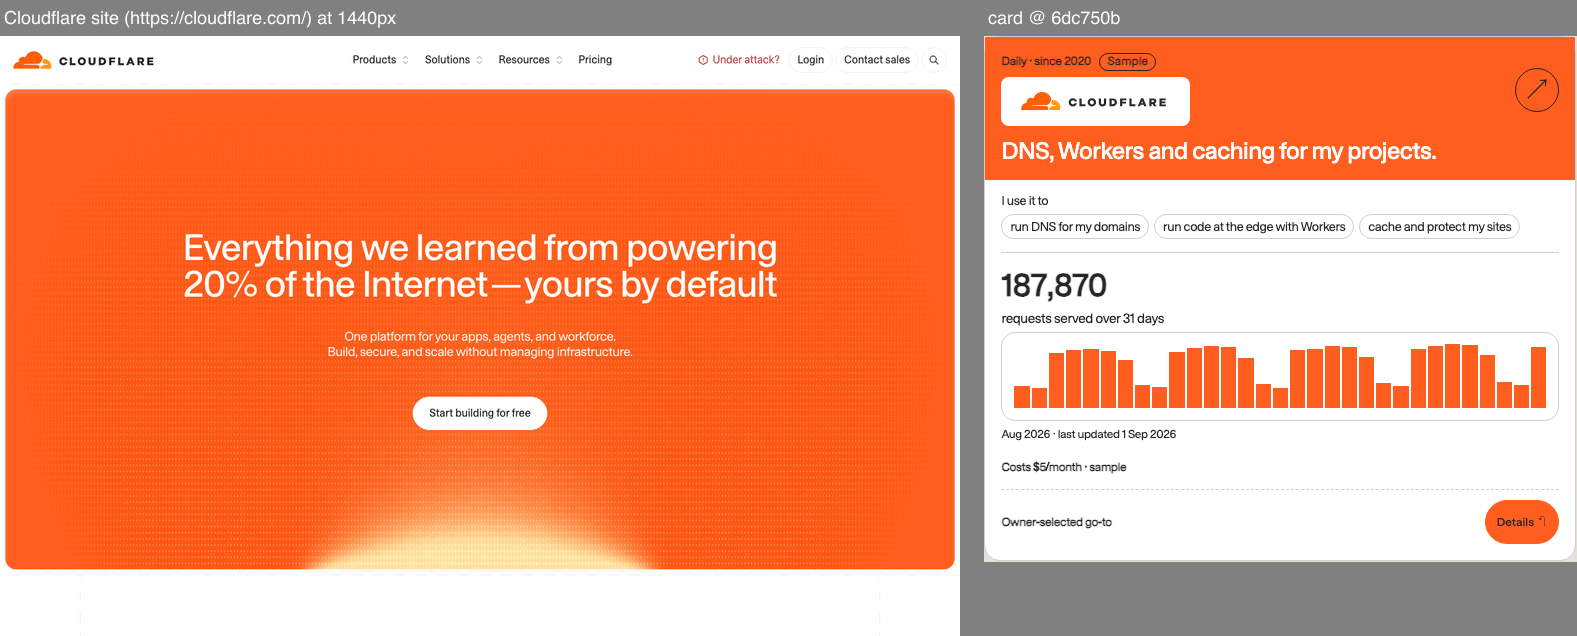 Cloudflare site (https://cloudflare.com/) at 1440px
CLOUDFLARE
Products
Solutions
Resources
Pricing
Under attack?
Login
Contact sales
Everything we learned from powering
20% of the Internet—yours by default
One platform for your apps, agents, and workforce.
Build, secure, and scale without managing infrastructure.
Start building for free
card @ 6dc750b
Daily · since 2020
Sample
CLOUDFLARE
DNS, Workers and caching for my projects.
I use it to
run DNS for my domains
run code at the edge with Workers
cache and protect my sites
187,870
requests served over 31 days
Aug 2026 · last updated 1 Sep 2026
Costs $5/month · sample
Owner-selected go-to
Details